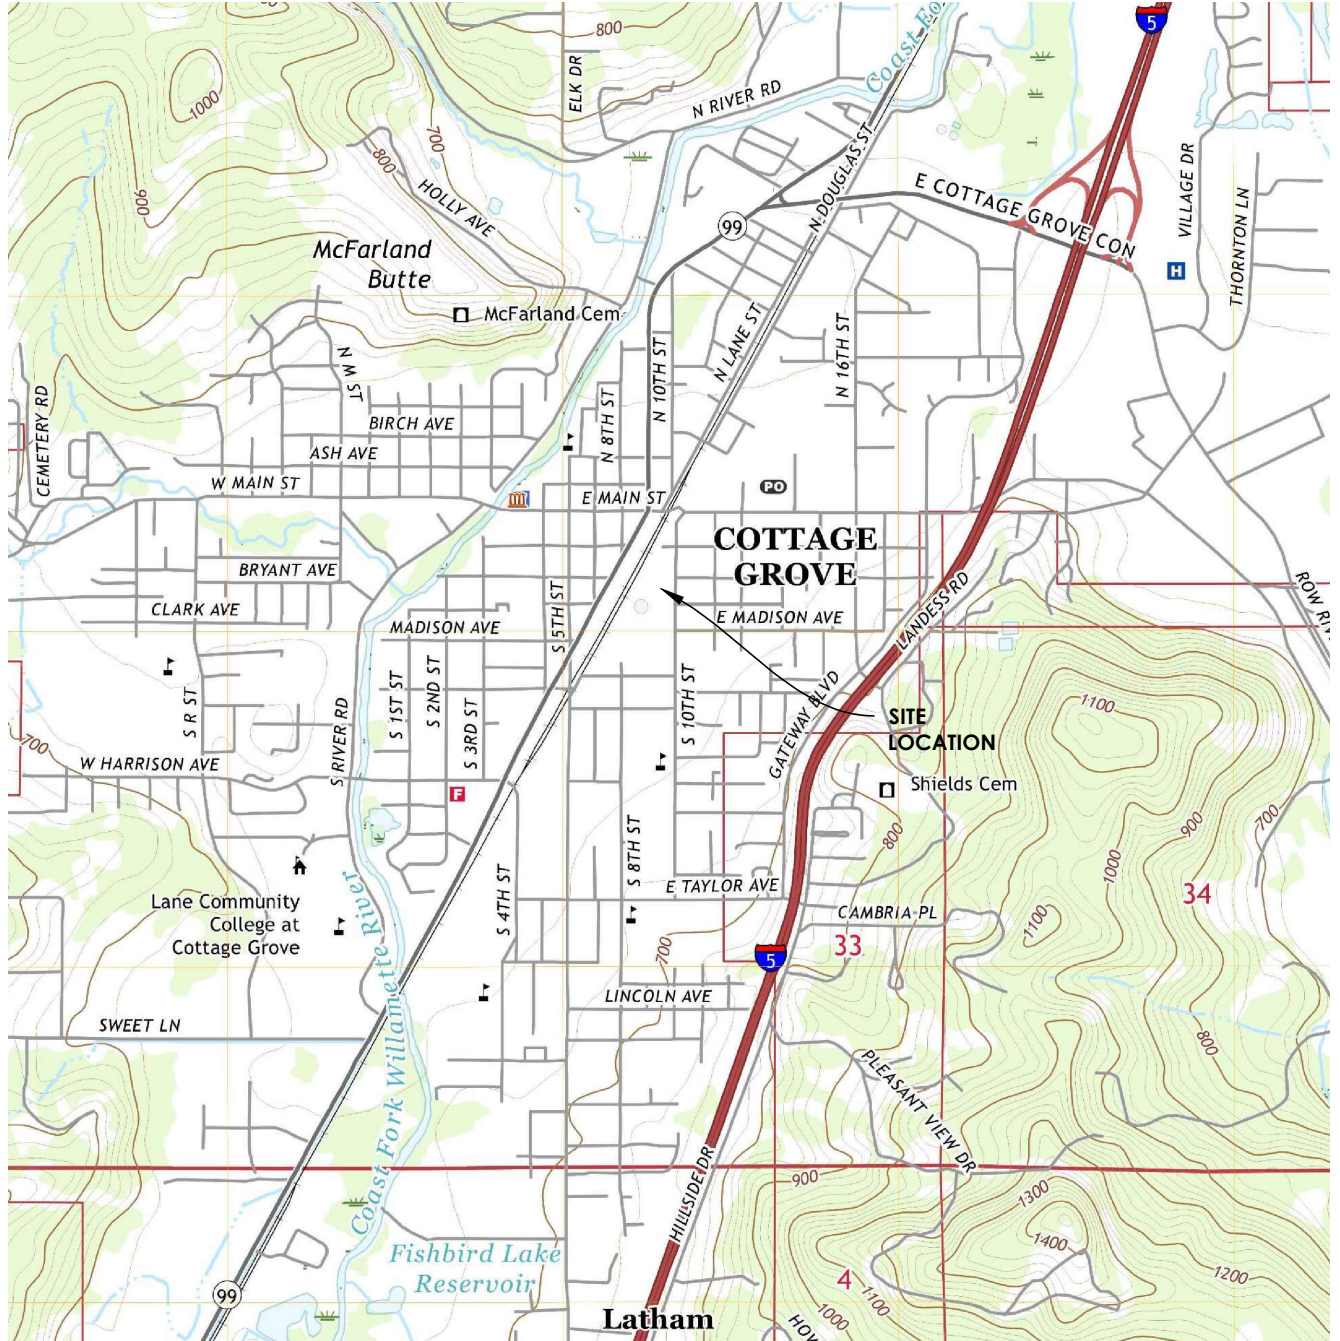 5
800
Coast Fo
ELK DR
N RIVER RD
1000
700
800
900
HOLLY AVE
N DOUGLAS ST
E COTTAGE GROVE CON
VILLAGE DR
THORNTON LN
99
McFarland
Butte
H
McFarland Cem
N M ST
N LANE ST
N 16TH ST
N 10TH ST
N 8TH ST
CEMETERY RD
BIRCH AVE
ASH AVE
W MAIN ST
E MAIN ST
PO
COTTAGE
GROVE
BRYANT AVE
CLARK AVE
MADISON AVE
S 5TH ST
E MADISON AVE
LANDESS RD
ROW RIV
S R ST
S RIVER RD
S 1ST ST
S 2ND ST
S 3RD ST
S 10TH ST
GATEWAY BLVD
SITE
LOCATION
1100
700
W HARRISON AVE
F
Shields Cem
800
900
700
S 8TH ST
1000
S 4TH ST
E TAYLOR AVE
34
Lane Community
College at
Cottage Grove
CAMBRIA PL
1100
33
700
5
LINCOLN AVE
SWEET LN
Coast Fork Willamette River
800
PLEASANT VIEW DR
HILLSIDE DR
900
1300
1400
1200
Fishbird Lake
Reservoir
4
1100
1000
99
Latham
HOW